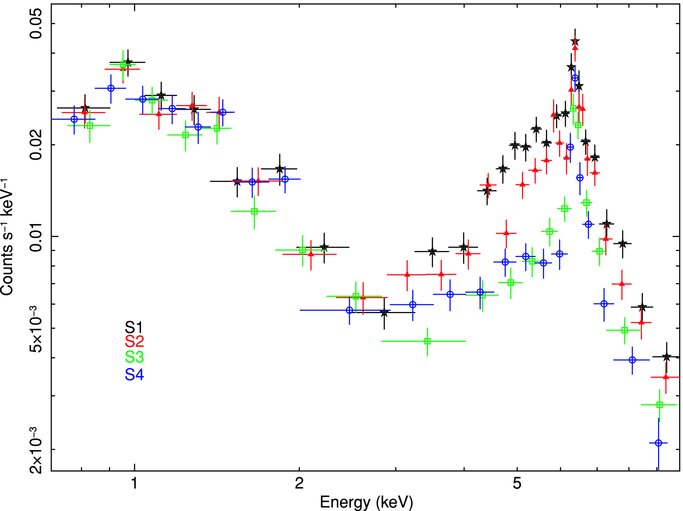 0.05
0.02
0.01
5×10⁻³
2×10⁻³
Counts s⁻¹ keV⁻¹
S1
S2
S3
S4
1 2 5
Energy (keV)